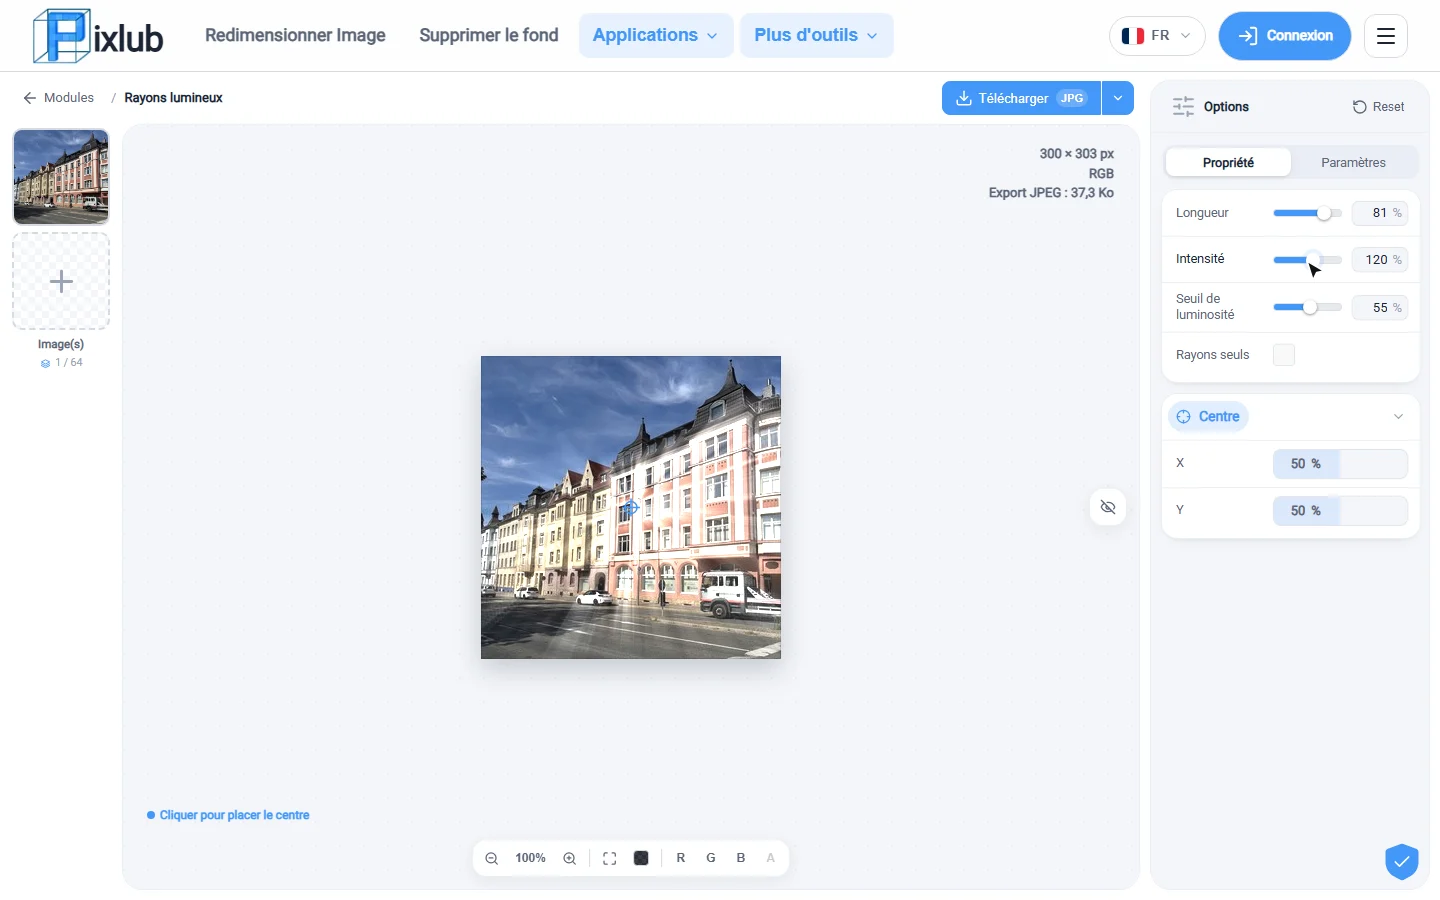 Pixlub
Redimensionner Image
Supprimer le fond
Applications
Plus d'outils
FR
Connexion
Modules / Rayons lumineux
Télécharger JPG
Options
Reset
300 × 303 px
RGB
Export JPEG : 37,3 Ko
Image(s)
1 / 64
Propriété
Paramètres
Longueur 81 %
Intensité 120 %
Seuil de
luminosité 55 %
Rayons seuls
Centre
X 50 %
Y 50 %
Cliquer pour placer le centre
100% R G B A